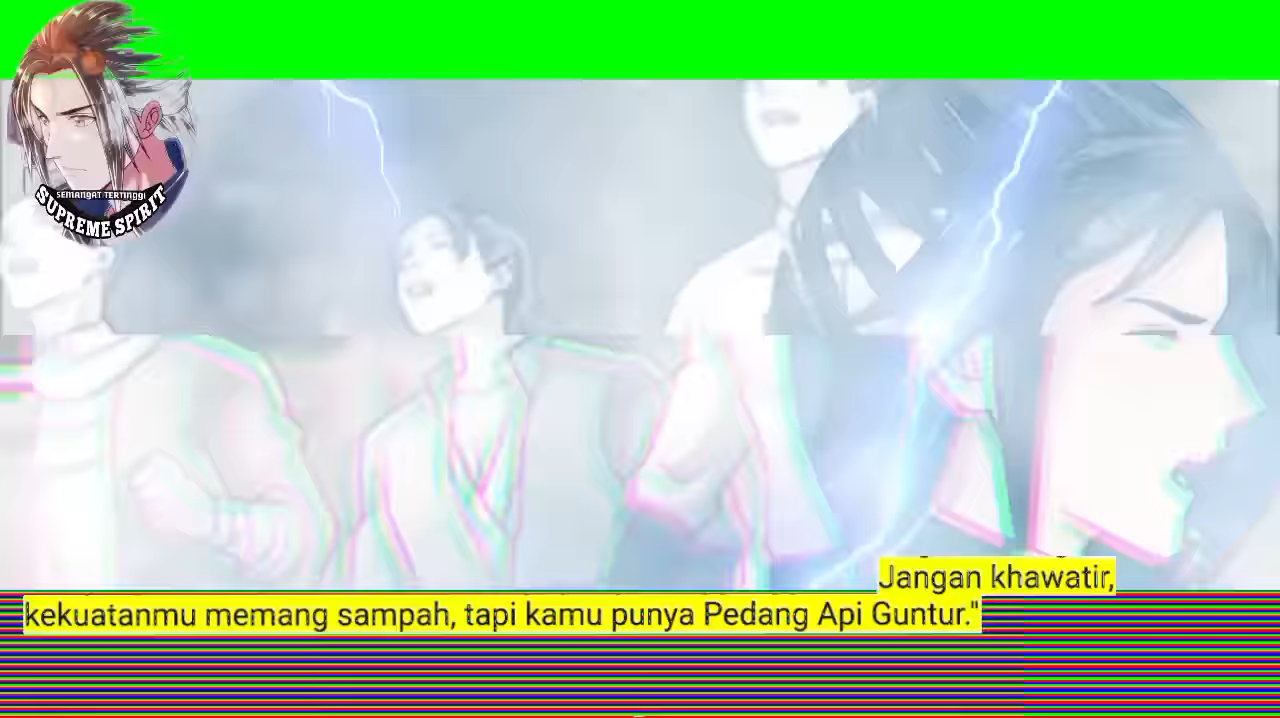 SEMANGAT TERTINGGI
SUPREME SPIRIT
Jangan khawatir,
kekuatanmu memang sampah, tapi kamu punya Pedang Api Guntur."